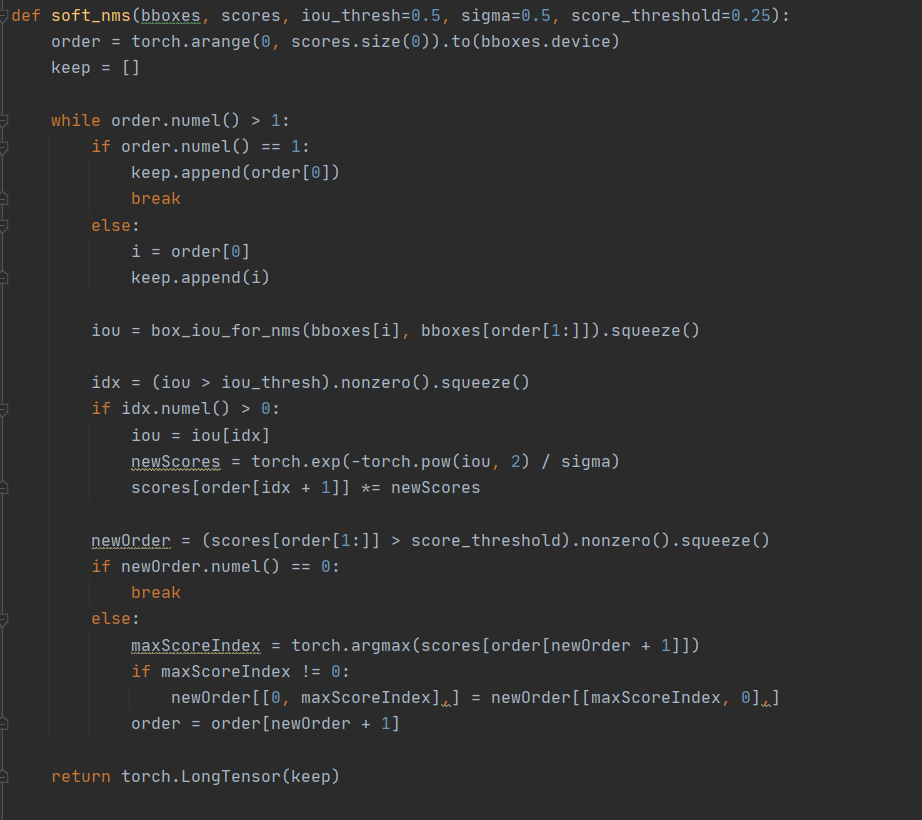 def soft_nms(bboxes, scores, iou_thresh=0.5, sigma=0.5, score_threshold=0.25):
    order = torch.arange(0, scores.size(0)).to(bboxes.device)
    keep = []

    while order.numel() > 1:
        if order.numel() == 1:
            keep.append(order[0])
            break
        else:
            i = order[0]
            keep.append(i)

        iou = box_iou_for_nms(bboxes[i], bboxes[order[1:]]).squeeze()

        idx = (iou > iou_thresh).nonzero().squeeze()
        if idx.numel() > 0:
            iou = iou[idx]
            newScores = torch.exp(-torch.pow(iou, 2) / sigma)
            scores[order[idx + 1]] *= newScores

        newOrder = (scores[order[1:]] > score_threshold).nonzero().squeeze()
        if newOrder.numel() == 0:
            break
        else:
            maxScoreIndex = torch.argmax(scores[order[newOrder + 1]])
            if maxScoreIndex != 0:
                newOrder[[0, maxScoreIndex],] = newOrder[[maxScoreIndex, 0],]
            order = order[newOrder + 1]

    return torch.LongTensor(keep)